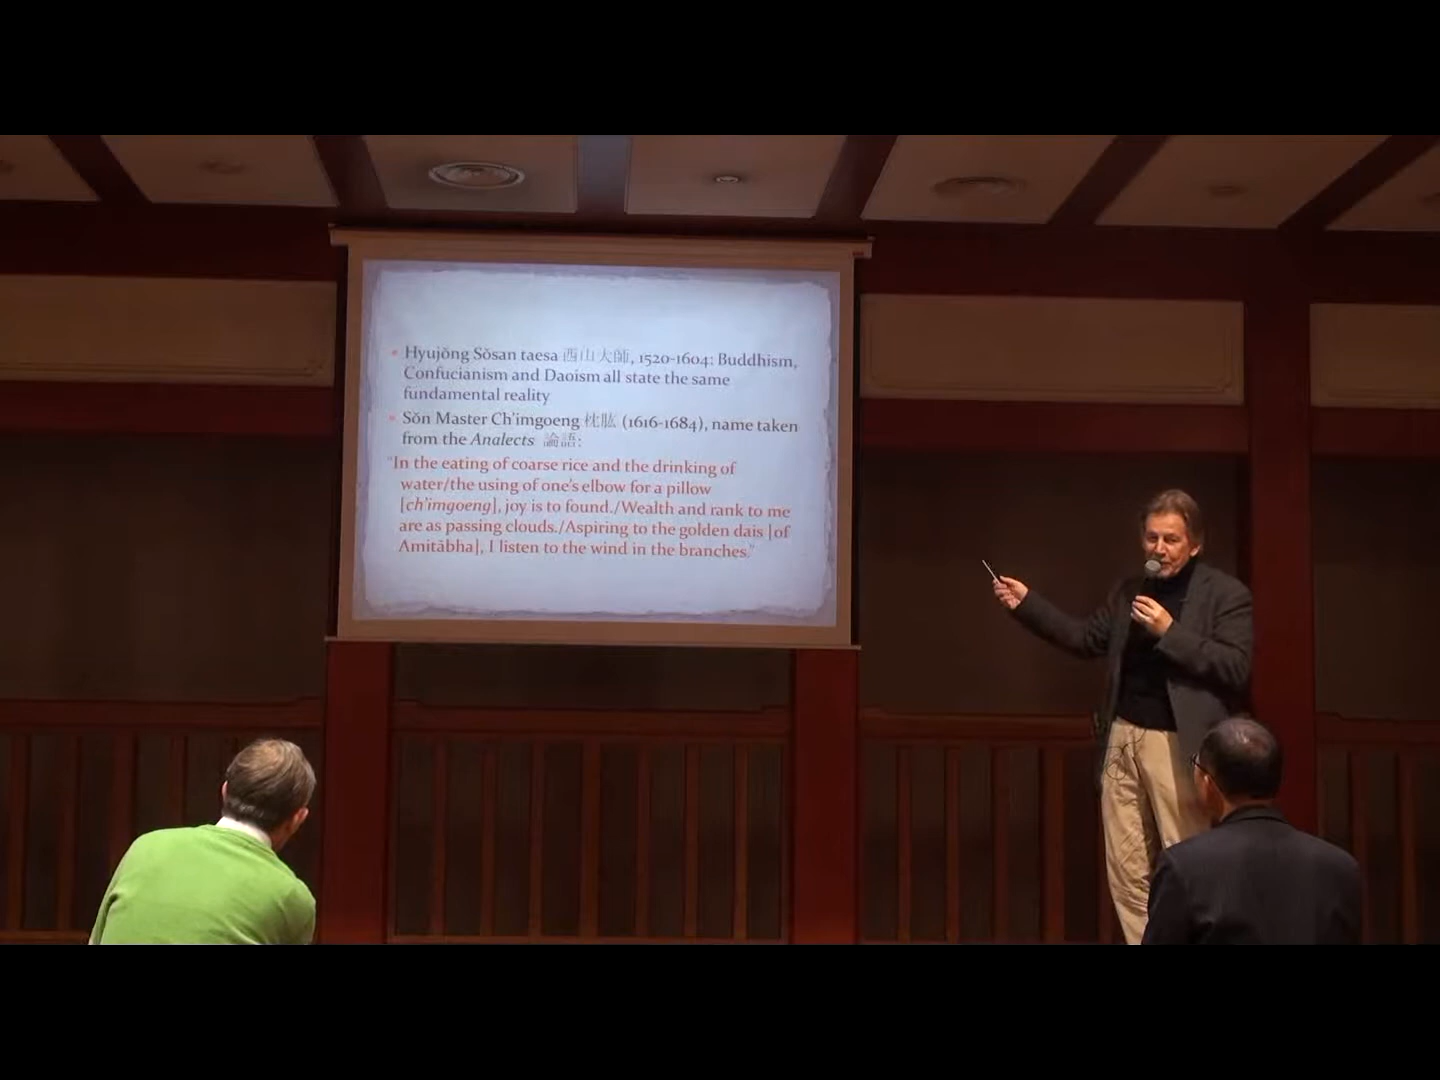 Hyujŏng Sŏsan taesa 西山大師, 1520-1604: Buddhism,
Confucianism and Daoism all state the same
fundamental reality
Sŏn Master Ch'imgoeng 枕肱 (1616-1684), name taken
from the Analects 論語:
"In the eating of coarse rice and the drinking of
water/the using of one's elbow for a pillow
[ch'imgoeng], joy is to found./Wealth and rank to me
are as passing clouds./Aspiring to the golden dais [of
Amitābha], I listen to the wind in the branches."